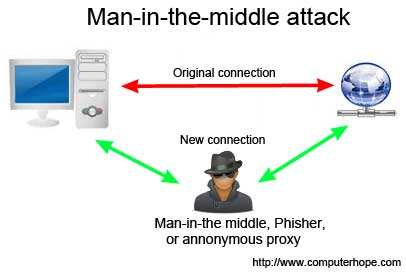 Man-in-the-middle attack
Original connection
New connection
Man-in-the middle, Phisher,
or annonymous proxy
http://www.computerhope.com